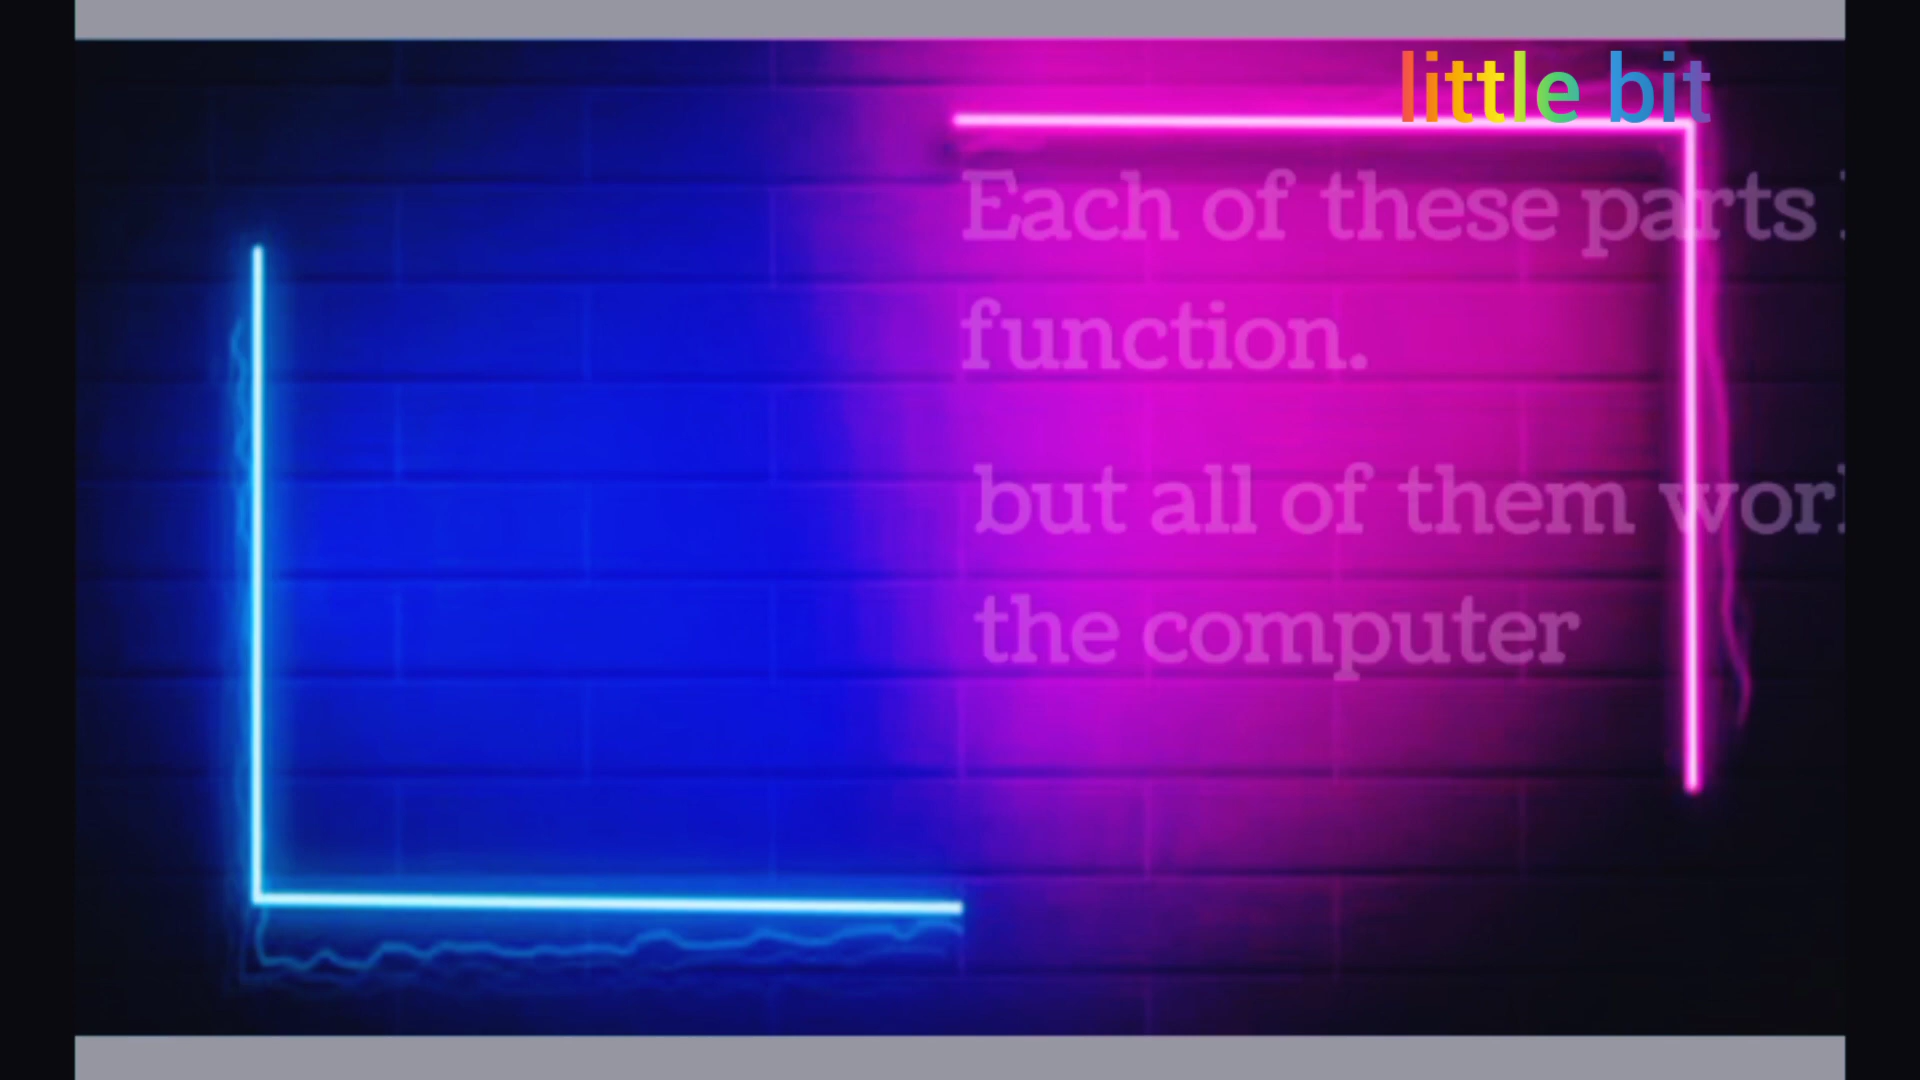 little bit
Each of these parts
function.
but all of them
the computer